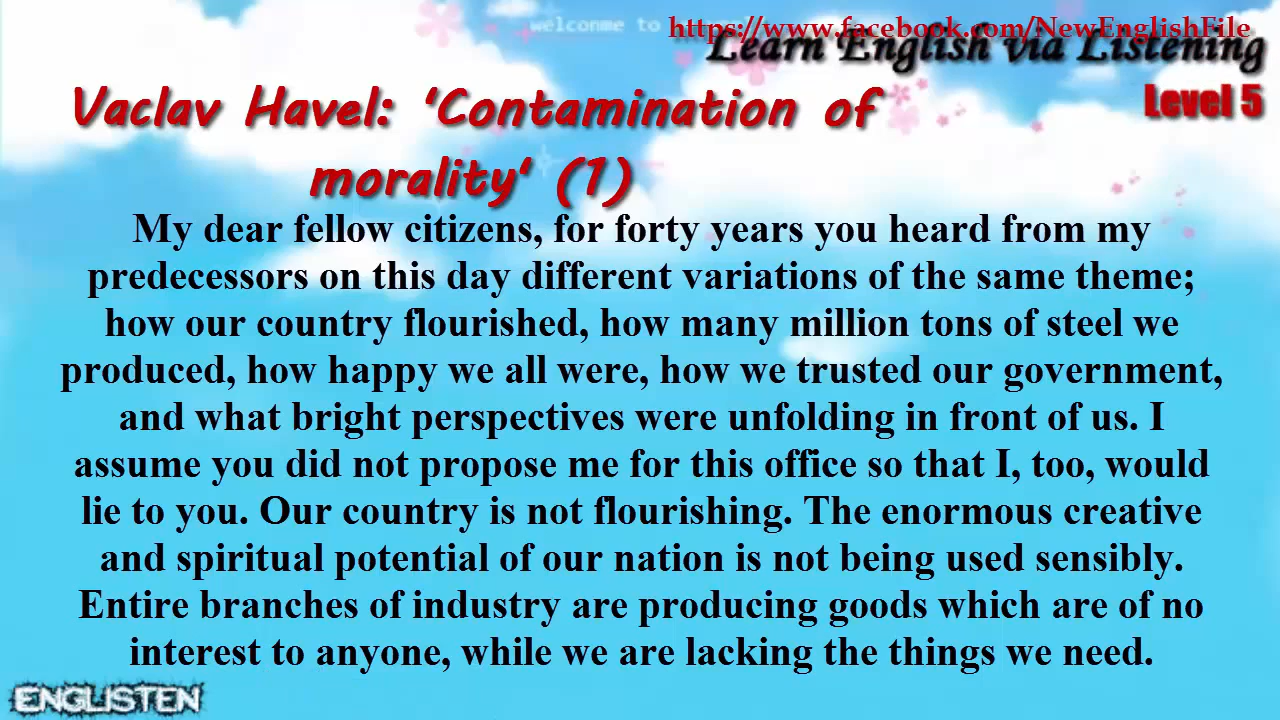 welconme to
https://www.facebook.com/NewEnglishFile
Learn English via Listening
Level 5
Vaclav Havel: ‘Contamination of
morality‘ (1)
My dear fellow citizens, for forty years you heard from my
predecessors on this day different variations of the same theme;
how our country flourished, how many million tons of steel we
produced, how happy we all were, how we trusted our government,
and what bright perspectives were unfolding in front of us. I
assume you did not propose me for this office so that I, too, would
lie to you. Our country is not flourishing. The enormous creative
and spiritual potential of our nation is not being used sensibly.
Entire branches of industry are producing goods which are of no
interest to anyone, while we are lacking the things we need.
ENGLISTEN